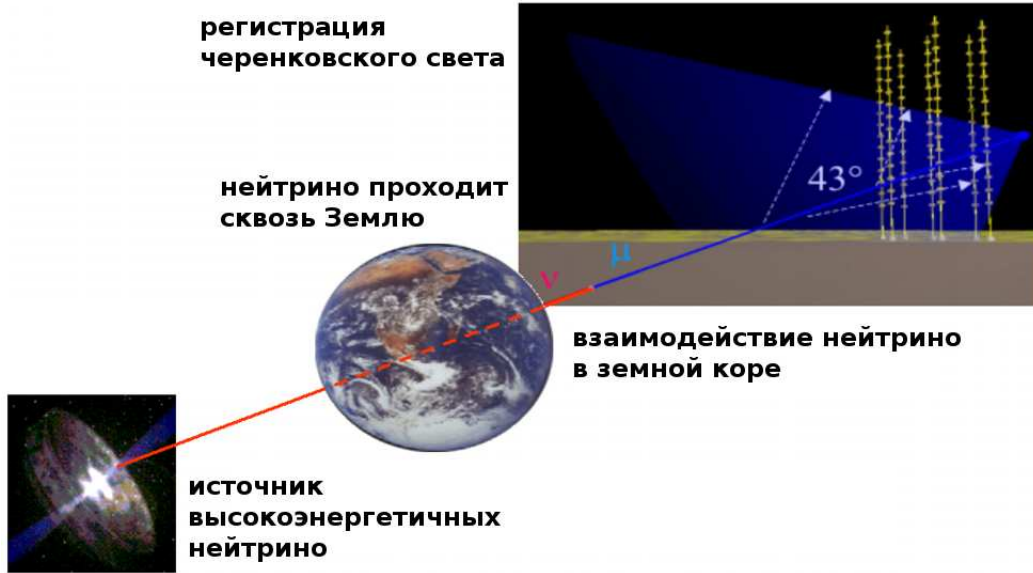 регистрация
черенковского света
43°
нейтрино проходит
сквозь Землю
μ
ν
взаимодействие нейтрино
в земной коре
источник
высокоэнергетичных
нейтрино